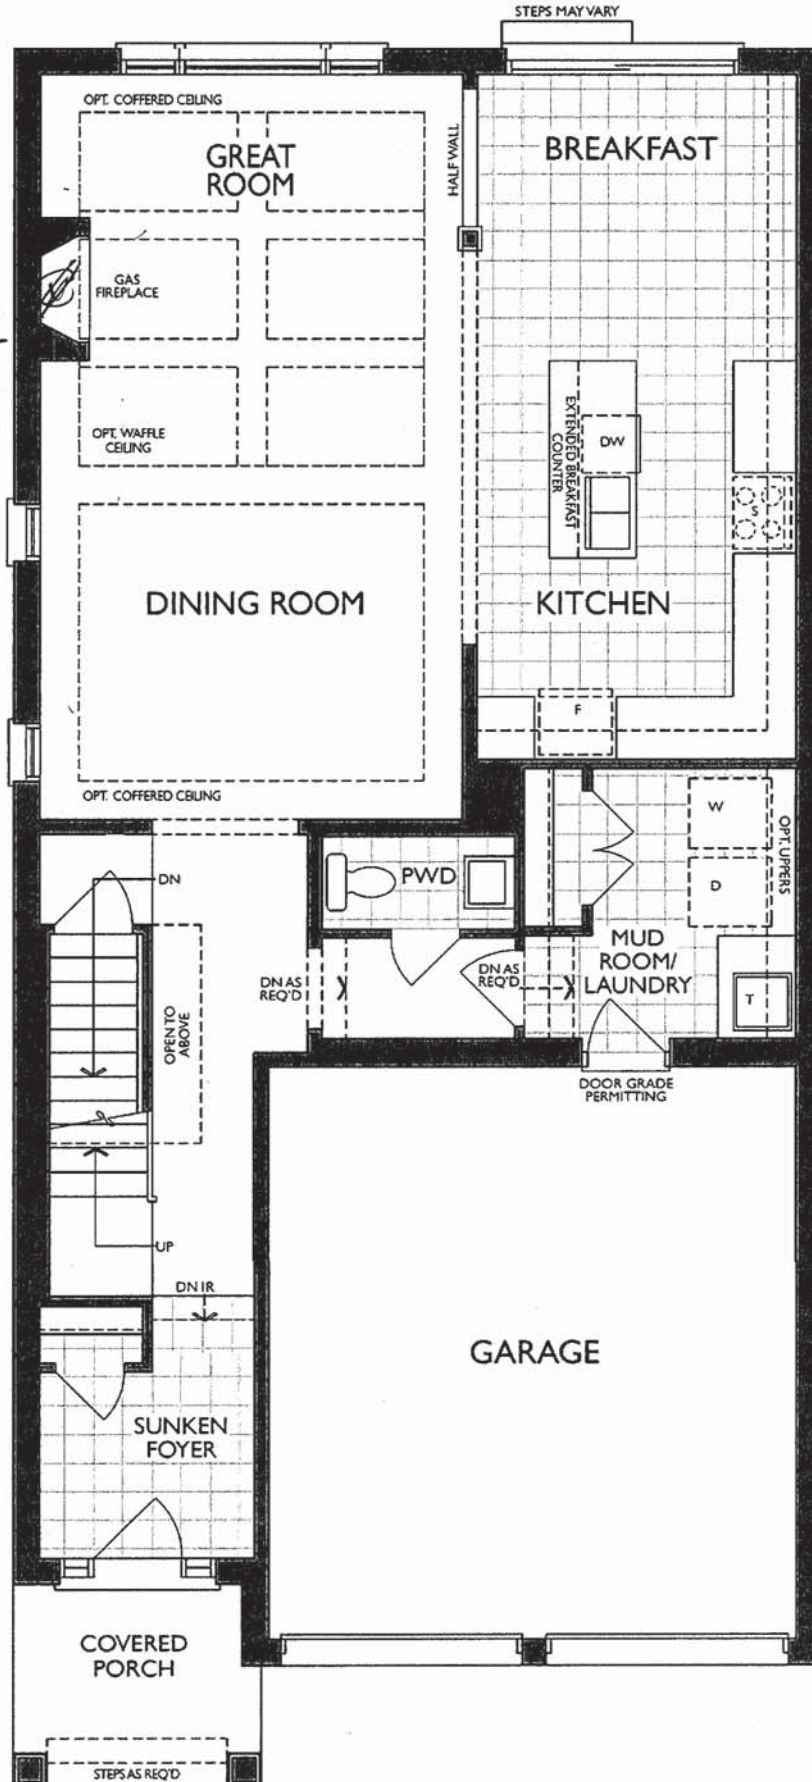 STEPS MAY VARY
OPT. COFFERED CEILING
GREAT
ROOM
HALF WALL
BREAKFAST
GAS
FIREPLACE
OPT. WAFFLE
CEILING
EXTENDED BREAKFAST
COUNTER
DW
S
DINING ROOM
KITCHEN
F
OPT. COFFERED CEILING
W
D
OPT. UPPERS
PWD
DN
MUD
ROOM/
LAUNDRY
DN AS
REQ'D
DN AS
REQ'D
T
OPEN TO
ABOVE
DOOR GRADE
PERMITTING
UP
DN 1R
GARAGE
SUNKEN
FOYER
COVERED
PORCH
STEPS AS REQ'D